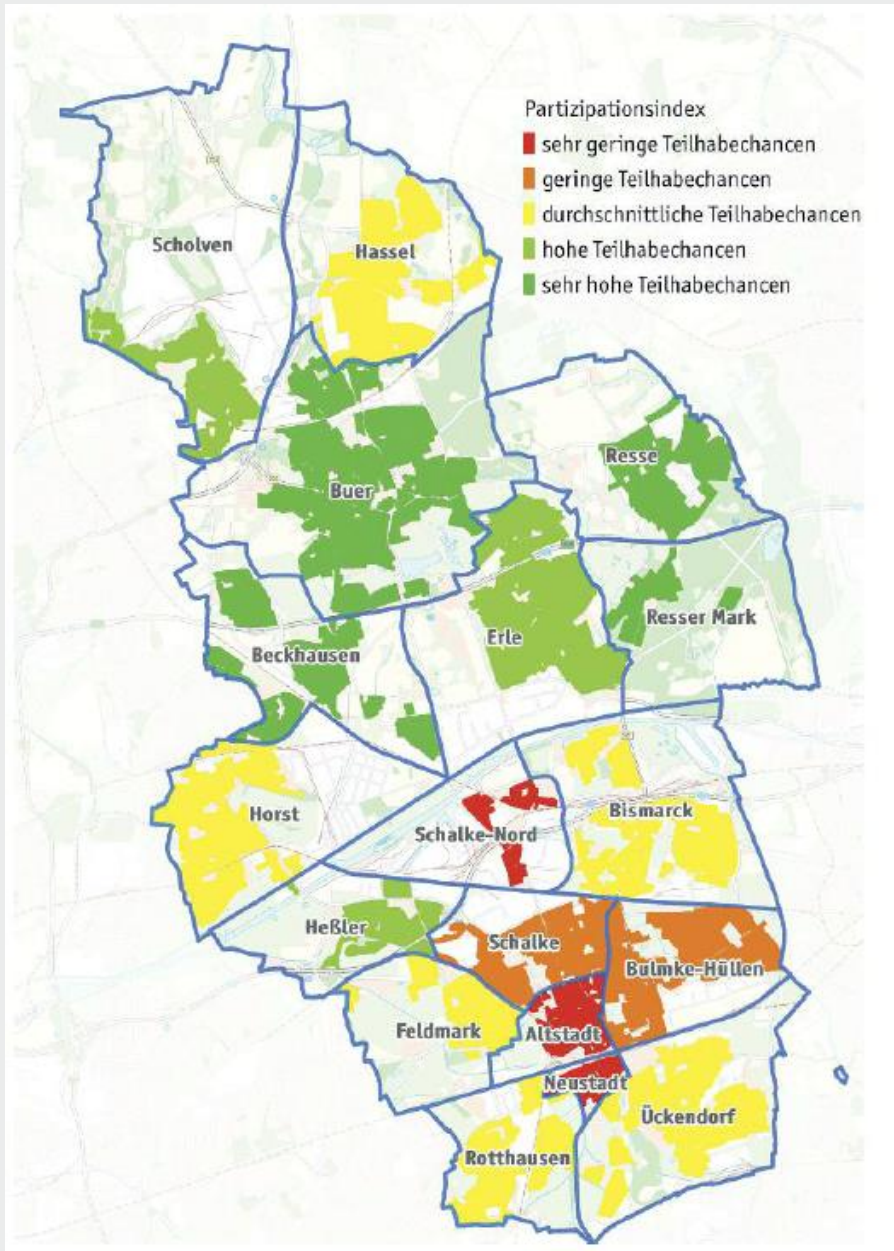 Partizipationsindex
sehr geringe Teilhabechancen
geringe Teilhabechancen
durchschnittliche Teilhabechancen
hohe Teilhabechancen
sehr hohe Teilhabechancen
Scholven
Hassel
Buer
Resse
Resser Mark
Erle
Beckhausen
Horst
Schalke-Nord
Bismarck
Heßler
Schalke
Bulmke-Hüllen
Feldmark
Altstadt
Neustadt
Ückendorf
Rotthausen